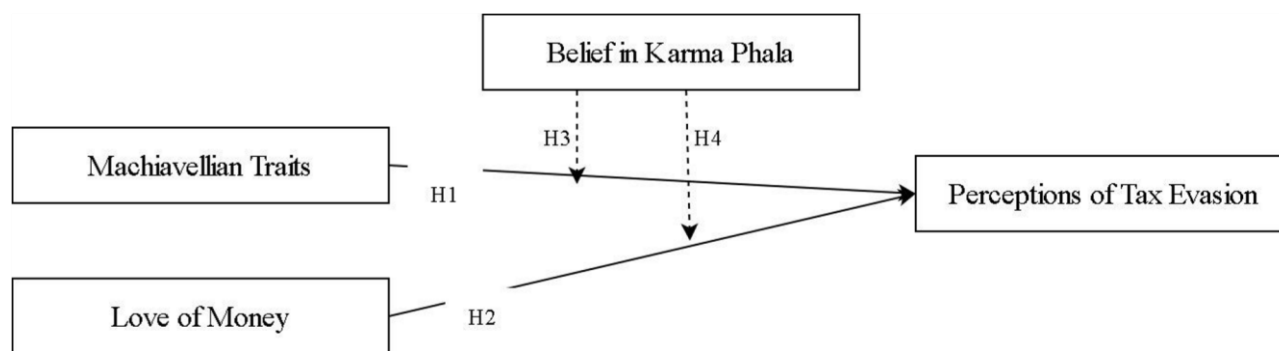 Belief in Karma Phala
H3
H4
Machiavellian Traits
H1
Perceptions of Tax Evasion
Love of Money
H2